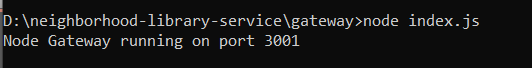 D:\neighborhood-library-service\gateway>node index.js
Node Gateway running on port 3001